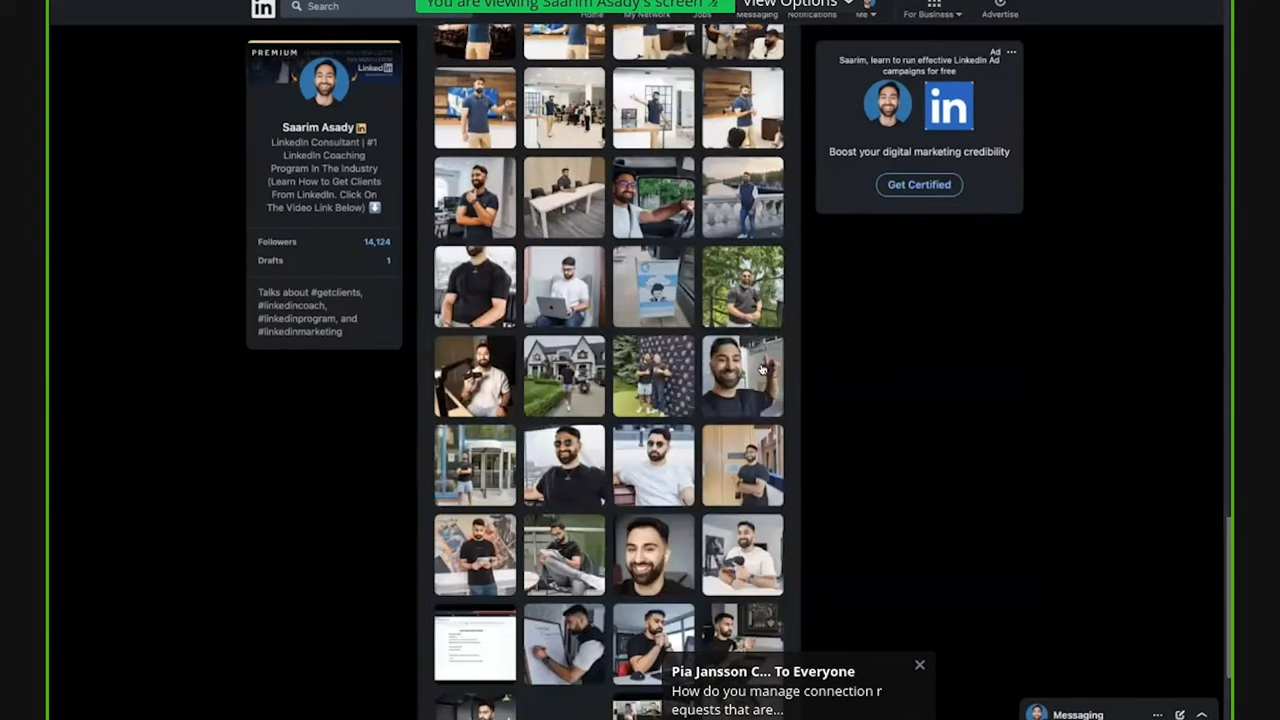 You are viewing Saarim Asady's screen
View Options
in
Search
Home
My Network
Jobs
Messaging
Notifications
Me
For Business
Advertise
PREMIUM
LinkedIn
Saarim Asady
LinkedIn Consultant | #1
LinkedIn Coaching
Program In The Industry
(Learn How to Get Clients
From LinkedIn. Click On
The Video Link Below)
Followers 14,124
Drafts 1
Talks about #getclients,
#linkedincoach,
#linkedinprogram, and
#linkedinmarketing
Ad
Saarim, learn to run effective LinkedIn Ad
campaigns for free
in
Boost your digital marketing credibility
Get Certified
Pia Jansson C... To Everyone
How do you manage connection r
equests that are...
Messaging